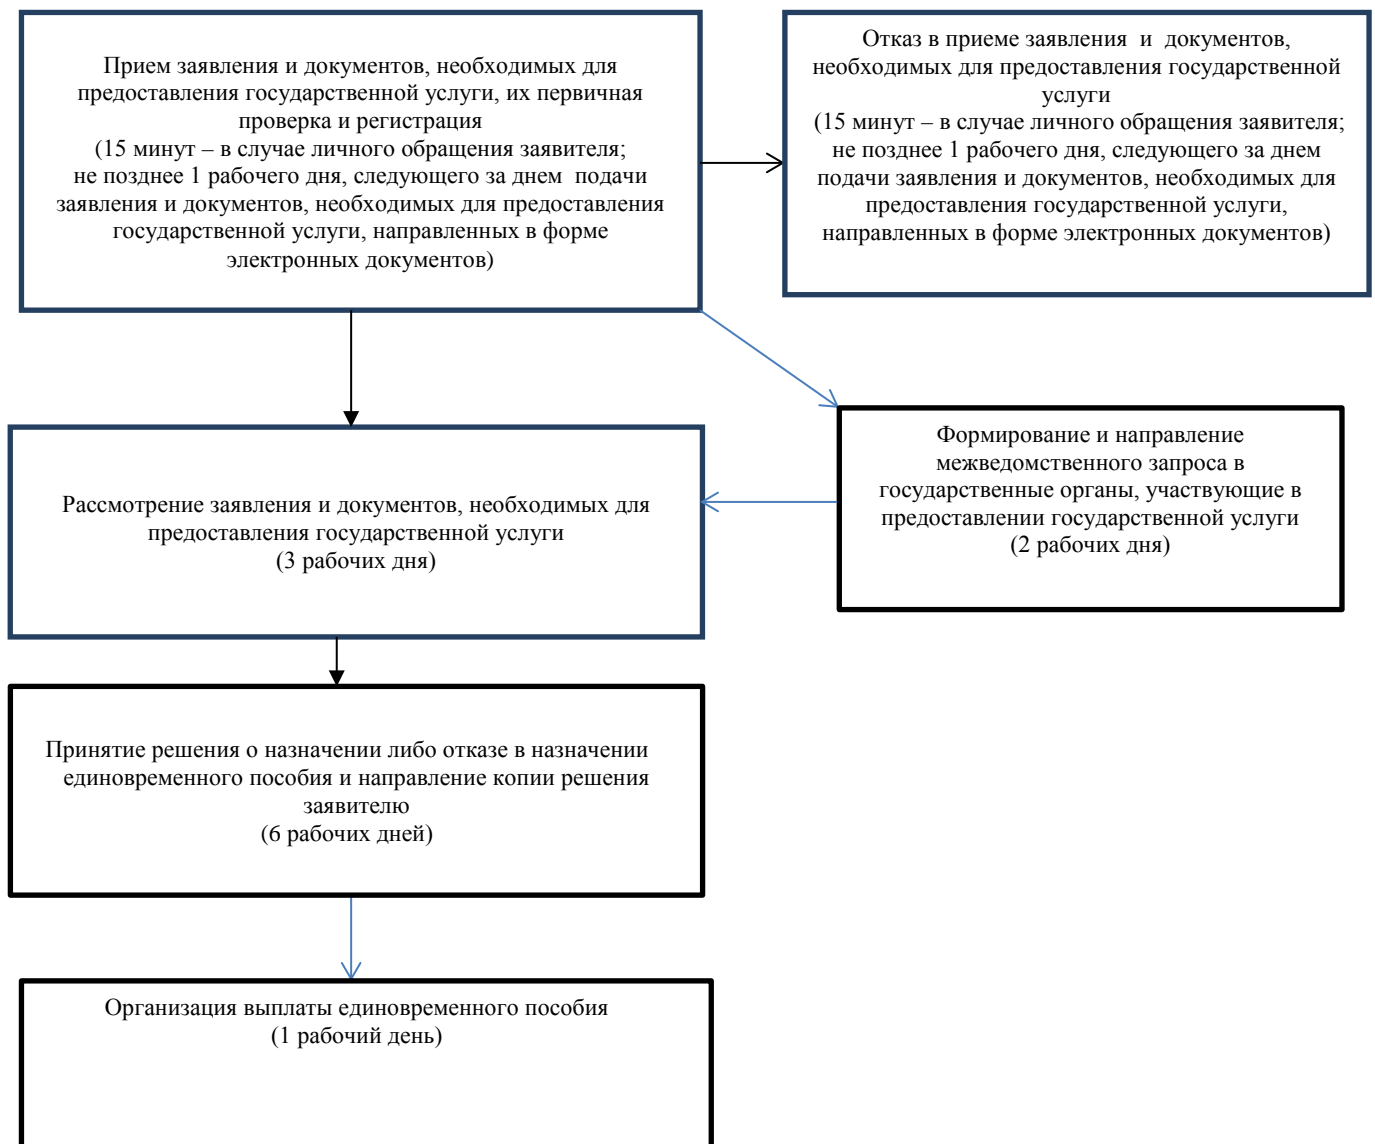 Прием заявления и документов, необходимых для
предоставления государственной услуги, их первичная
проверка и регистрация
(15 минут – в случае личного обращения заявителя;
не позднее 1 рабочего дня, следующего за днем подачи
заявления и документов, необходимых для предоставления
государственной услуги, направленных в форме
электронных документов)
Отказ в приеме заявления и документов,
необходимых для предоставления государственной
услуги
(15 минут – в случае личного обращения заявителя;
не позднее 1 рабочего дня, следующего за днем
подачи заявления и документов, необходимых для
предоставления государственной услуги,
направленных в форме электронных документов)
Формирование и направление
межведомственного запроса в
государственные органы, участвующие в
предоставлении государственной услуги
(2 рабочих дня)
Рассмотрение заявления и документов, необходимых для
предоставления государственной услуги
(3 рабочих дня)
Принятие решения о назначении либо отказе в назначении
единовременного пособия и направление копии решения
заявителю
(6 рабочих дней)
Организация выплаты единовременного пособия
(1 рабочий день)